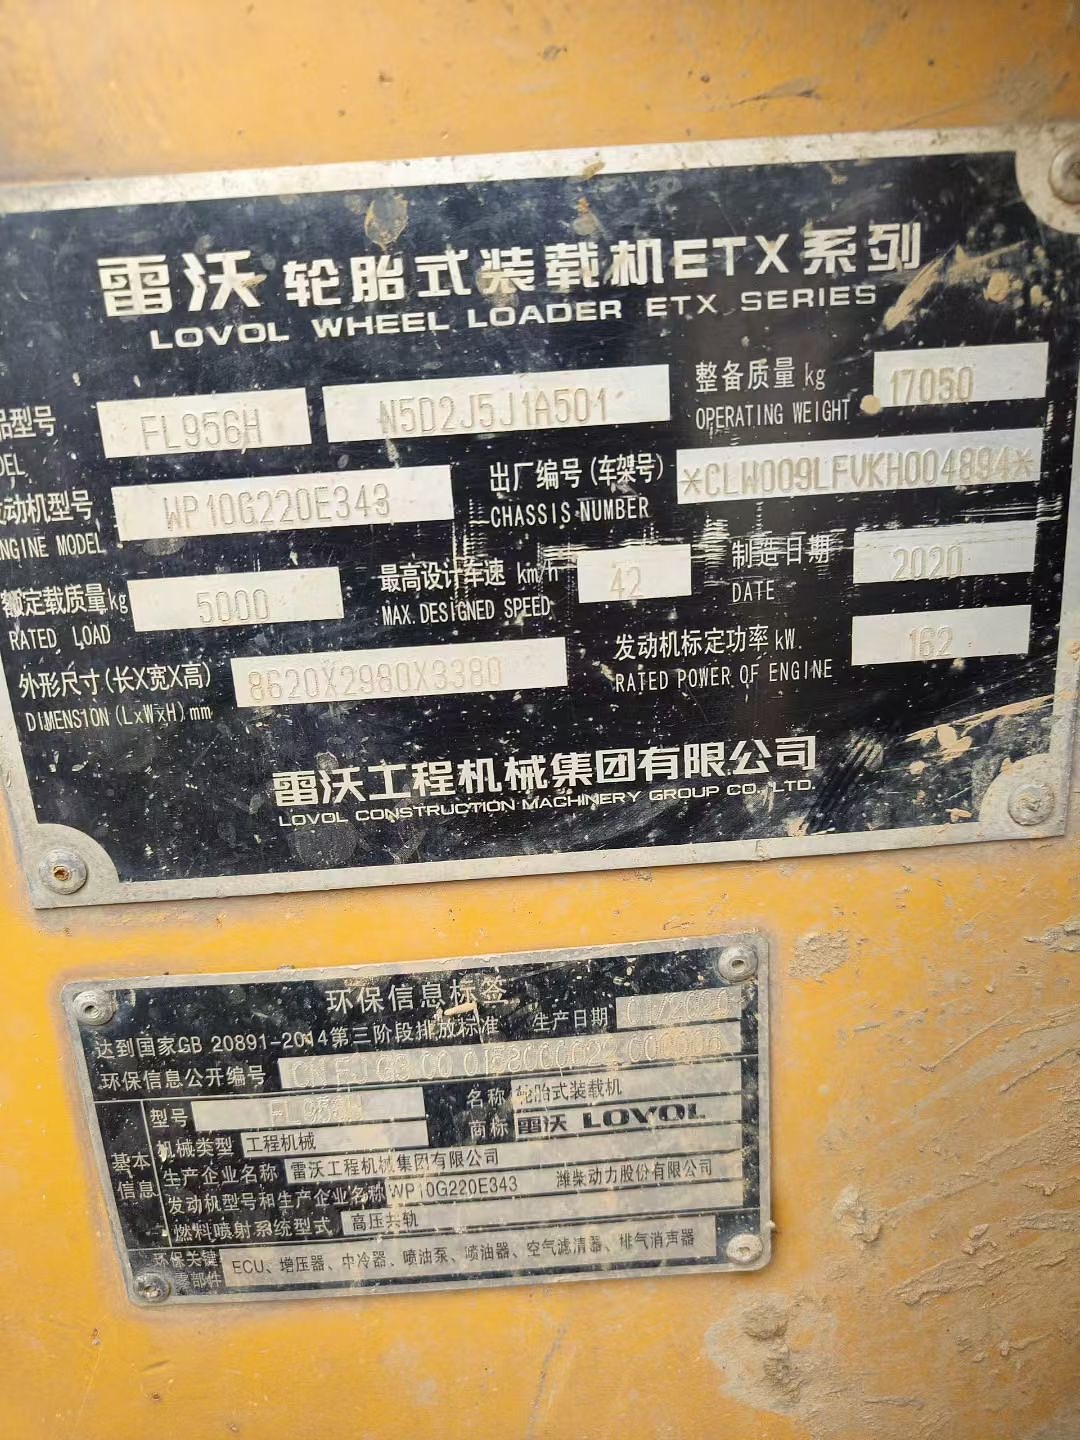 雷沃 轮胎式装载机ETX系列
LOVOL WHEEL LOADER ETX SERIES
品型号 FL956H N5D2J5J1A501 整备质量 kg 17050
DEL OPERATING WEIGHT
动机型号 WP10G220E343 出厂编号(车架号) *CLW009LFVKH004894*
NGINE MODEL CHASSIS NUMBER
额定载质量kg 5000 最高设计车速 km/h 42 制造日期 2020
RATED LOAD MAX. DESIGNED SPEED DATE
外形尺寸(长X宽X高) 8620X2980X3380 发动机标定功率 kW. 162
DIMENSION(LxWxH)mm RATED POWER OF ENGINE
雷沃工程机械集团有限公司
LOVOL CONSTRUCTION MACHINERY GROUP CO., LTD.
环保信息标签
达到国家GB 20891-2014第三阶段排放标准 生产日期
环保信息公开编号
型号 名称 轮胎式装载机
机械类型 工程机械 商标 雷沃 LOVOL
基本信息
生产企业名称 雷沃工程机械集团有限公司
发动机型号和生产企业名称 WP10G220E343 潍柴动力股份有限公司
燃料喷射系统型式 高压共轨
环保关键零部件 ECU、增压器、中冷器、喷油泵、喷油器、空气滤清器、排气消声器